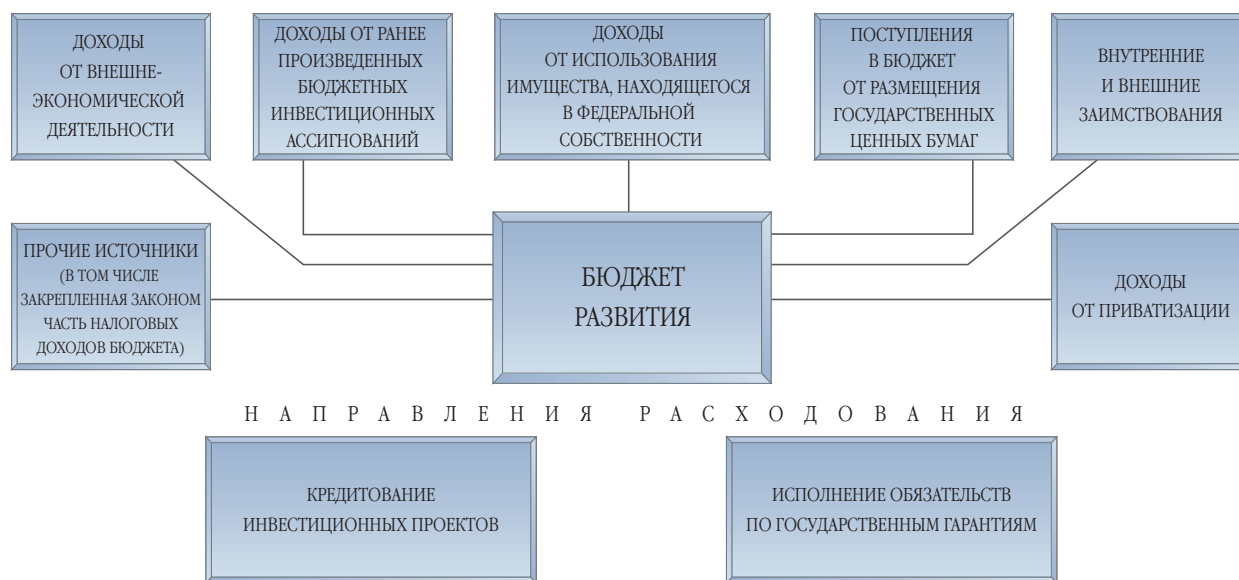 ДОХОДЫ
ОТ ВНЕШНЕ-
ЭКОНОМИЧЕСКОЙ
ДЕЯТЕЛЬНОСТИ
ДОХОДЫ ОТ РАНЕЕ
ПРОИЗВЕДЕННЫХ
БЮДЖЕТНЫХ
ИНВЕСТИЦИОННЫХ
АССИГНОВАНИЙ
ДОХОДЫ
ОТ ИСПОЛЬЗОВАНИЯ
ИМУЩЕСТВА, НАХОДЯЩЕГОСЯ
В ФЕДЕРАЛЬНОЙ
СОБСТВЕННОСТИ
ПОСТУПЛЕНИЯ
В БЮДЖЕТ
ОТ РАЗМЕЩЕНИЯ
ГОСУДАРСТВЕННЫХ
ЦЕННЫХ БУМАГ
ВНУТРЕННИЕ
И ВНЕШНИЕ
ЗАИМСТВОВАНИЯ
ПРОЧИЕ ИСТОЧНИКИ
(В ТОМ ЧИСЛЕ
ЗАКРЕПЛЕННАЯ ЗАКОНОМ
ЧАСТЬ НАЛОГОВЫХ
ДОХОДОВ БЮДЖЕТА)
БЮДЖЕТ
РАЗВИТИЯ
ДОХОДЫ
ОТ ПРИВАТИЗАЦИИ
НАПРАВЛЕНИЯ РАСХОДОВАНИЯ
КРЕДИТОВАНИЕ
ИНВЕСТИЦИОННЫХ ПРОЕКТОВ
ИСПОЛНЕНИЕ ОБЯЗАТЕЛЬСТВ
ПО ГОСУДАРСТВЕННЫМ ГАРАНТИЯМ